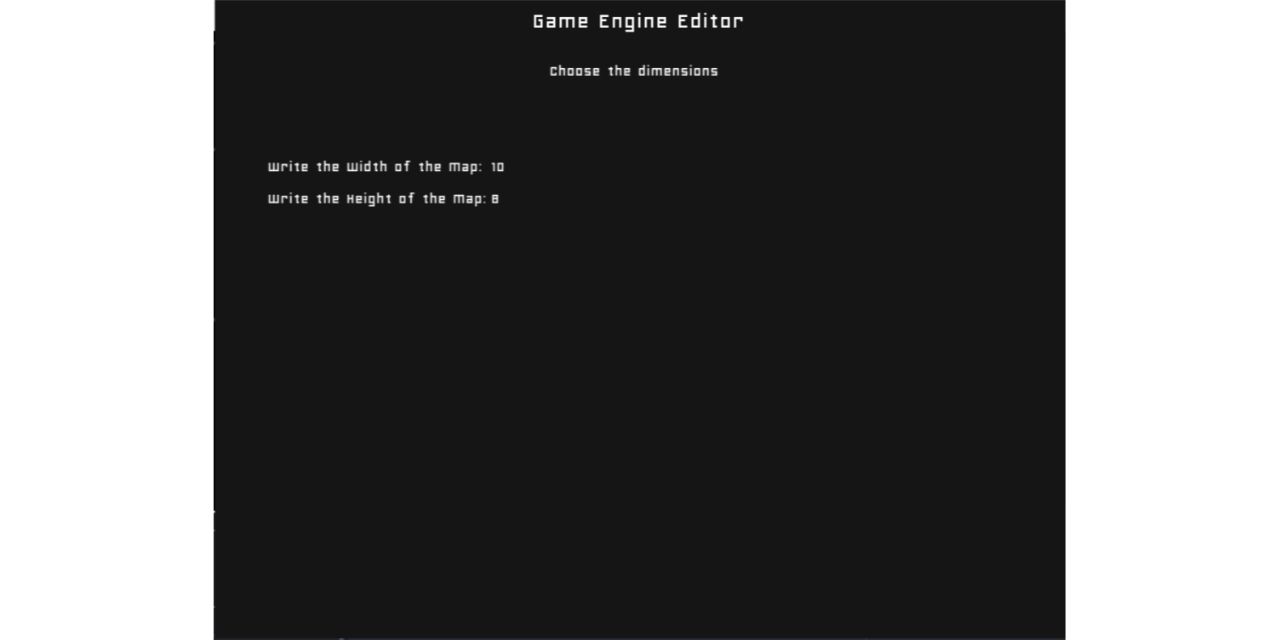 Game Engine Editor
Choose the dimensions
Write the Width of the Map: 10
Write the Height of the Map: 8